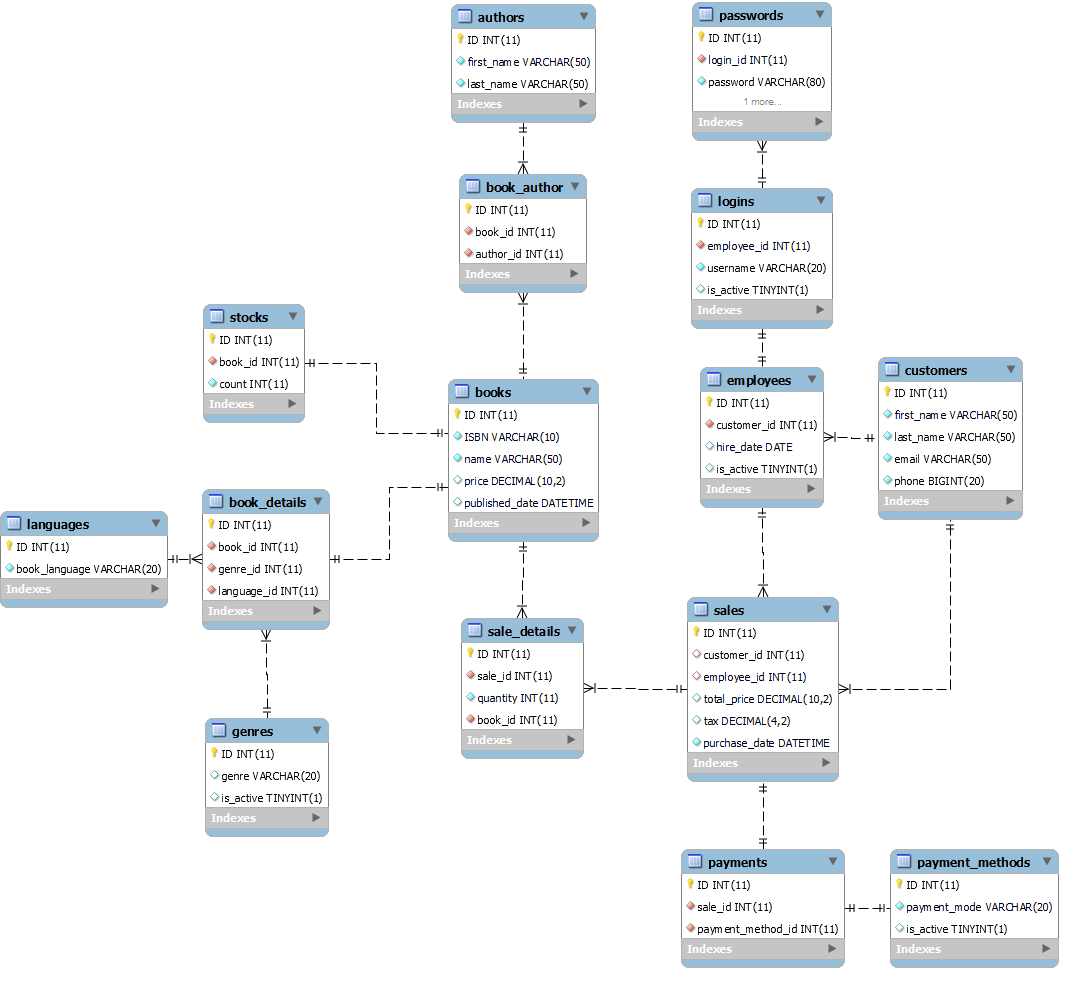 authors
ID INT(11)
first_name VARCHAR(50)
last_name VARCHAR(50)
Indexes
passwords
ID INT(11)
login_id INT(11)
password VARCHAR(80)
1 more...
Indexes
book_author
ID INT(11)
book_id INT(11)
author_id INT(11)
Indexes
logins
ID INT(11)
employee_id INT(11)
username VARCHAR(20)
is_active TINYINT(1)
Indexes
stocks
ID INT(11)
book_id INT(11)
count INT(11)
Indexes
books
ID INT(11)
ISBN VARCHAR(10)
name VARCHAR(50)
price DECIMAL(10,2)
published_date DATETIME
Indexes
employees
ID INT(11)
customer_id INT(11)
hire_date DATE
is_active TINYINT(1)
Indexes
customers
ID INT(11)
first_name VARCHAR(50)
last_name VARCHAR(50)
email VARCHAR(50)
phone BIGINT(20)
Indexes
languages
ID INT(11)
book_language VARCHAR(20)
Indexes
book_details
ID INT(11)
book_id INT(11)
genre_id INT(11)
language_id INT(11)
Indexes
sale_details
ID INT(11)
sale_id INT(11)
quantity INT(11)
book_id INT(11)
Indexes
sales
ID INT(11)
customer_id INT(11)
employee_id INT(11)
total_price DECIMAL(10,2)
tax DECIMAL(4,2)
purchase_date DATETIME
Indexes
genres
ID INT(11)
genre VARCHAR(20)
is_active TINYINT(1)
Indexes
payments
ID INT(11)
sale_id INT(11)
payment_method_id INT(11)
Indexes
payment_methods
ID INT(11)
payment_mode VARCHAR(20)
is_active TINYINT(1)
Indexes